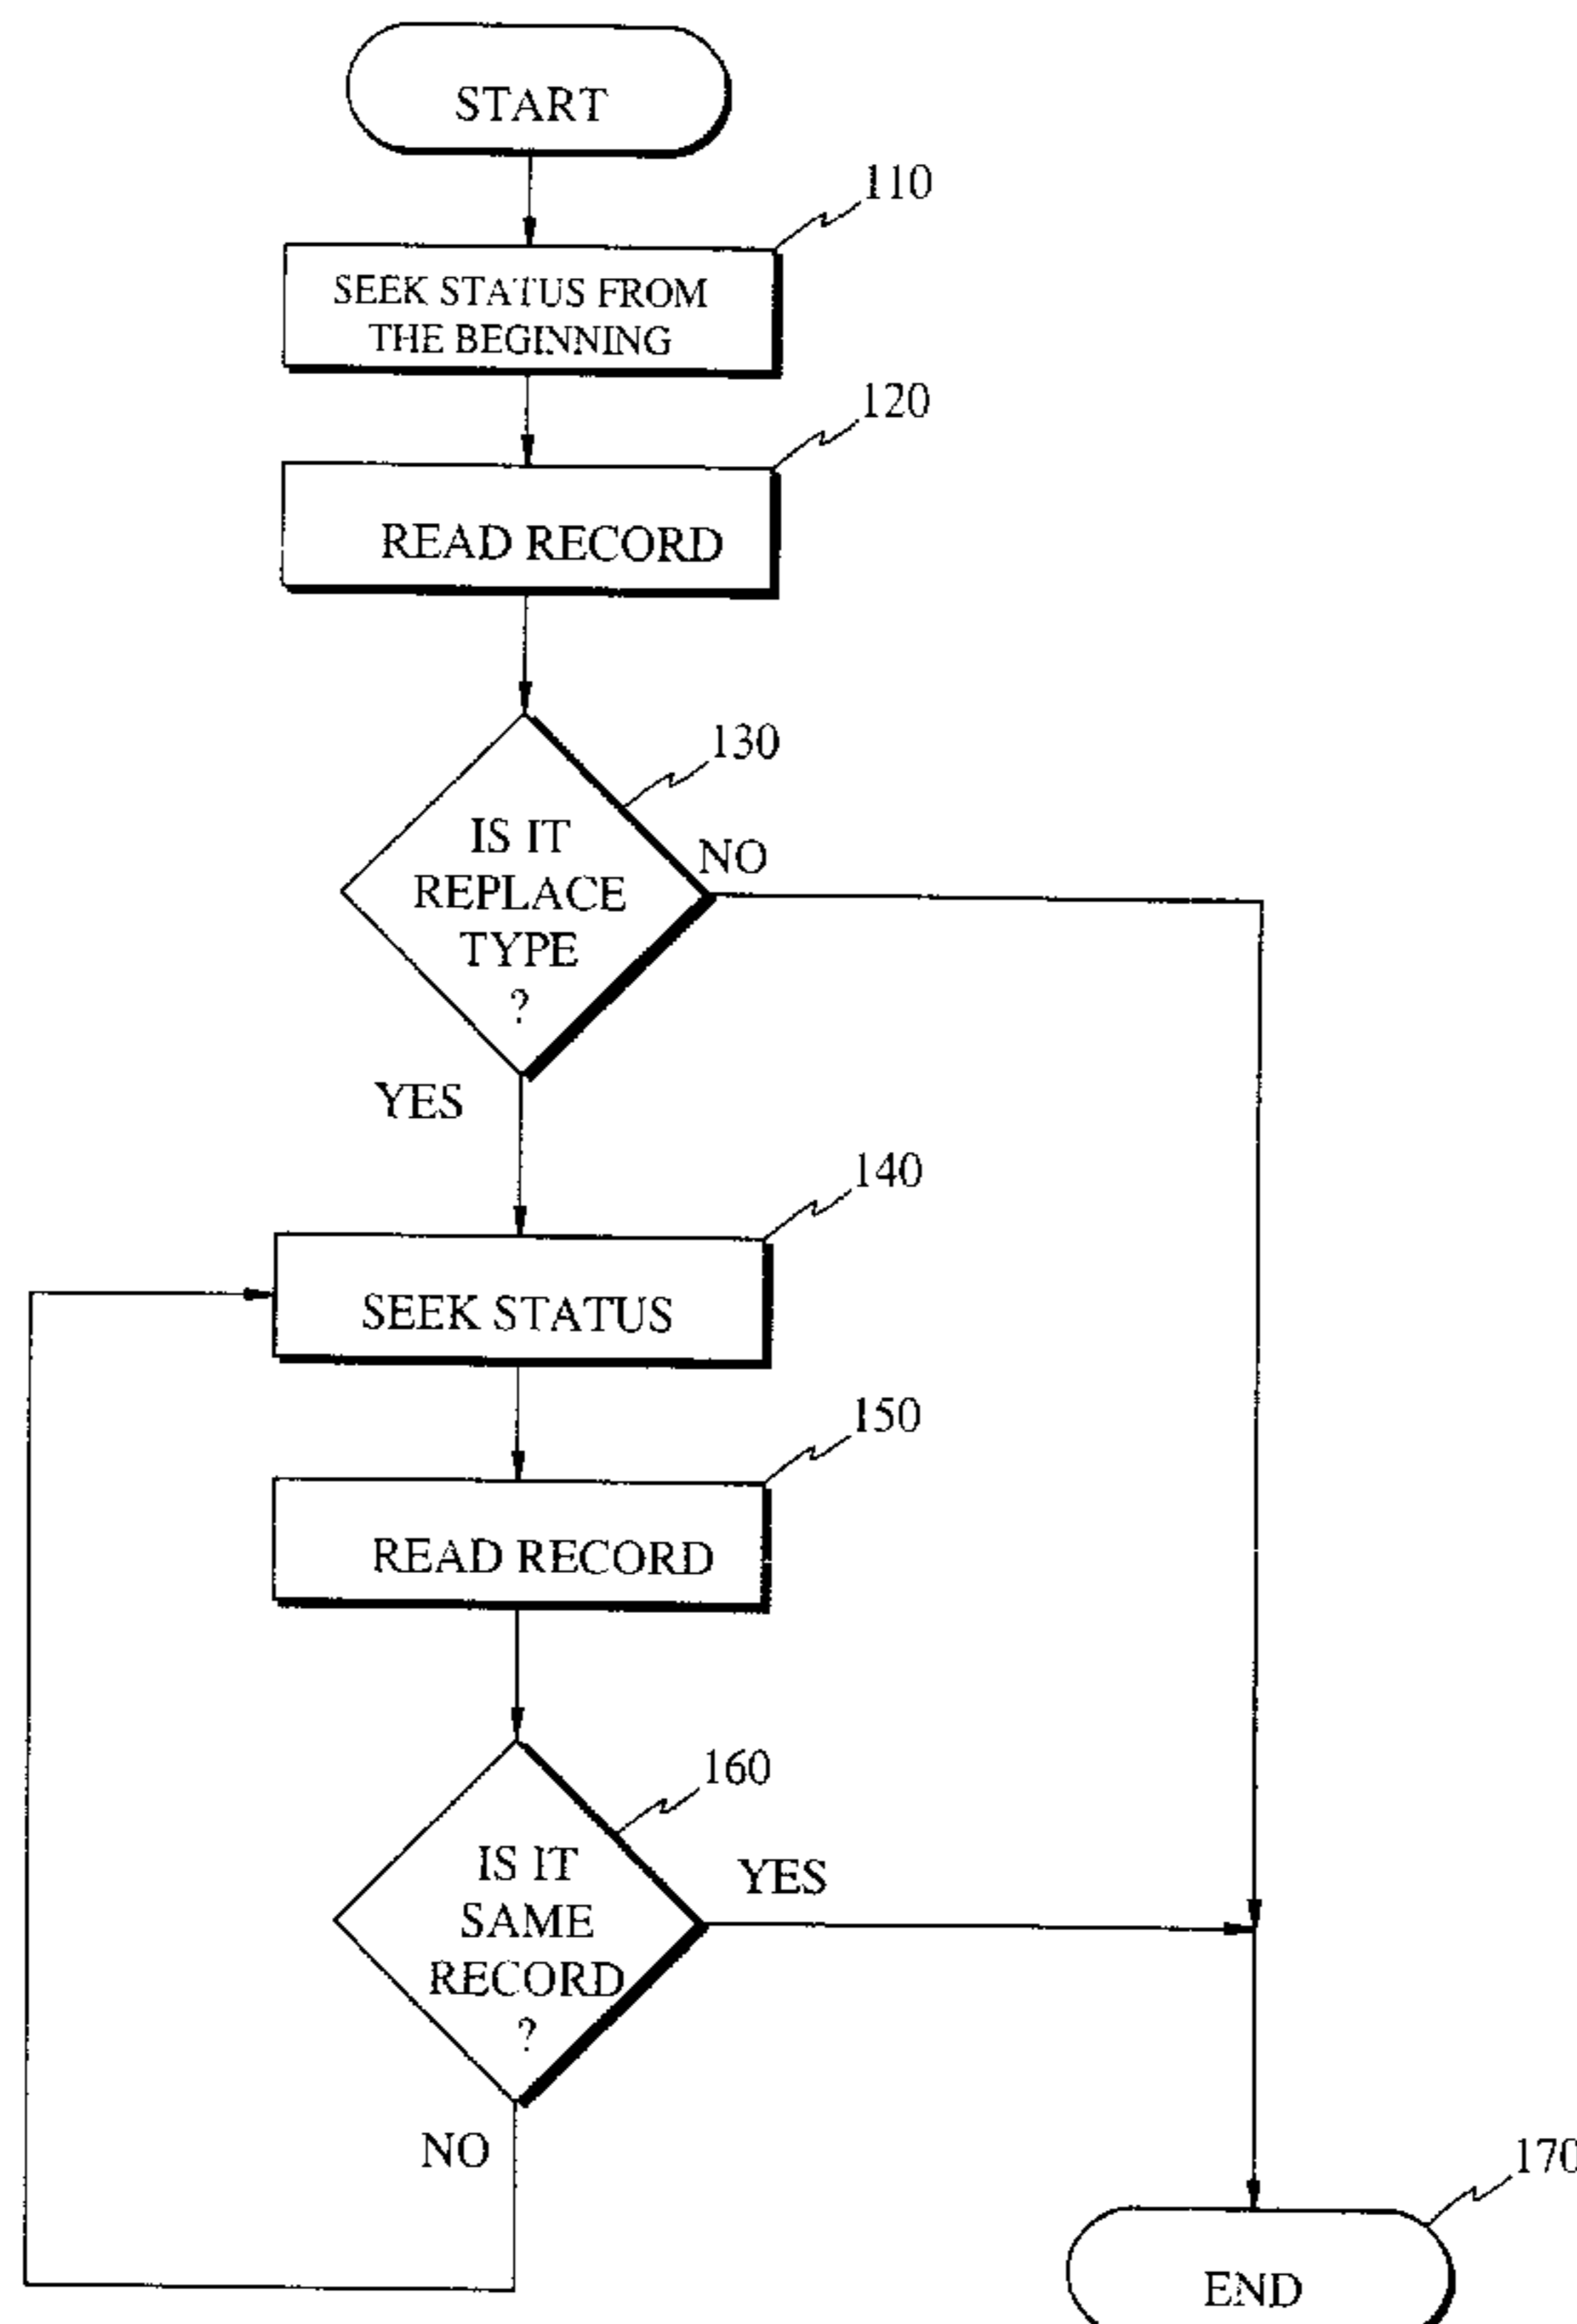 START
110
SEEK STATUS FROM
THE BEGINNING
120
READ RECORD
130
IS IT
REPLACE
TYPE
?
NO
YES
140
SEEK STATUS
150
READ RECORD
160
IS IT
SAME
RECORD
?
YES
NO
170
END